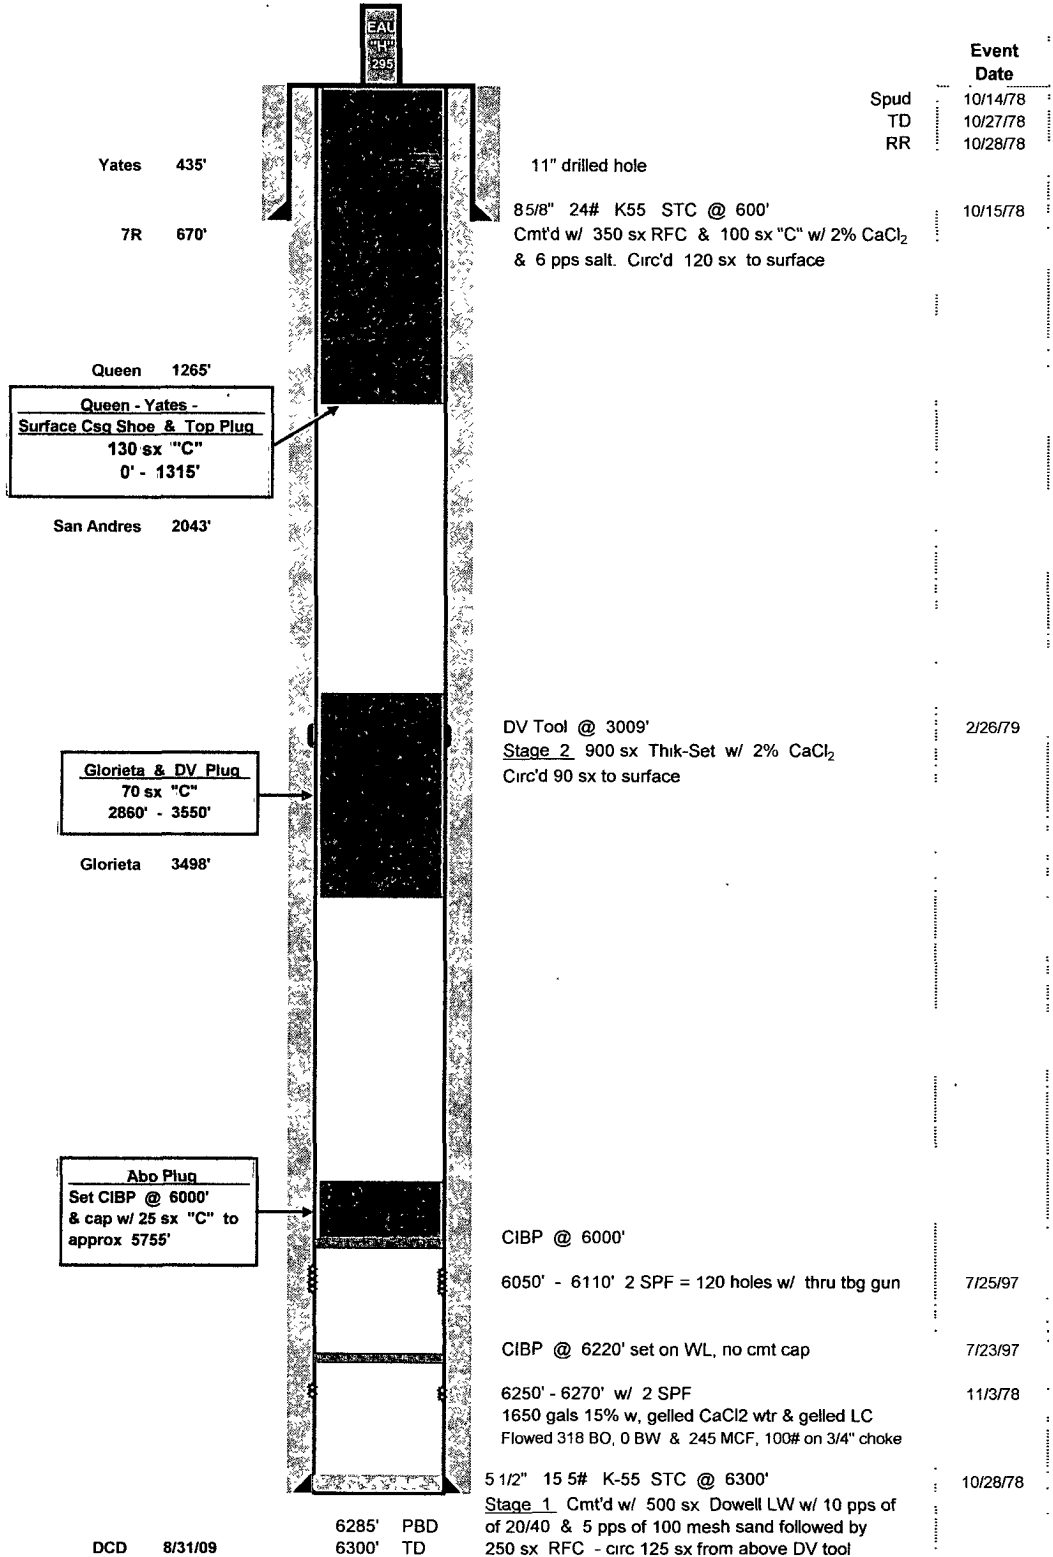 EAU
"H"
295
Event
Date
Spud 10/14/78
TD 10/27/78
RR 10/28/78
Yates 435'
11" drilled hole
8 5/8" 24# K55 STC @ 600' 10/15/78
7R 670'
Cmt'd w/ 350 sx RFC & 100 sx "C" w/ 2% CaCl2
& 6 pps salt. Circ'd 120 sx to surface
Queen 1265'
Queen - Yates -
Surface Csg Shoe & Top Plug
130 sx "C"
0' - 1315'
San Andres 2043'
DV Tool @ 3009' 2/26/79
Stage 2 900 sx Thik-Set w/ 2% CaCl2
Circ'd 90 sx to surface
Glorieta & DV Plug
70 sx "C"
2860' - 3550'
Glorieta 3498'
Abo Plug
Set CIBP @ 6000'
& cap w/ 25 sx "C" to
approx 5755'
CIBP @ 6000'
6050' - 6110' 2 SPF = 120 holes w/ thru tbg gun 7/25/97
CIBP @ 6220' set on WL, no cmt cap 7/23/97
6250' - 6270' w/ 2 SPF 11/3/78
1650 gals 15% w, gelled CaCl2 wtr & gelled LC
Flowed 318 BO, 0 BW & 245 MCF, 100# on 3/4" choke
5 1/2" 15 5# K-55 STC @ 6300' 10/28/78
Stage 1 Cmt'd w/ 500 sx Dowell LW w/ 10 pps of
of 20/40 & 5 pps of 100 mesh sand followed by
250 sx RFC - circ 125 sx from above DV tool
6285' PBD
6300' TD
DCD 8/31/09